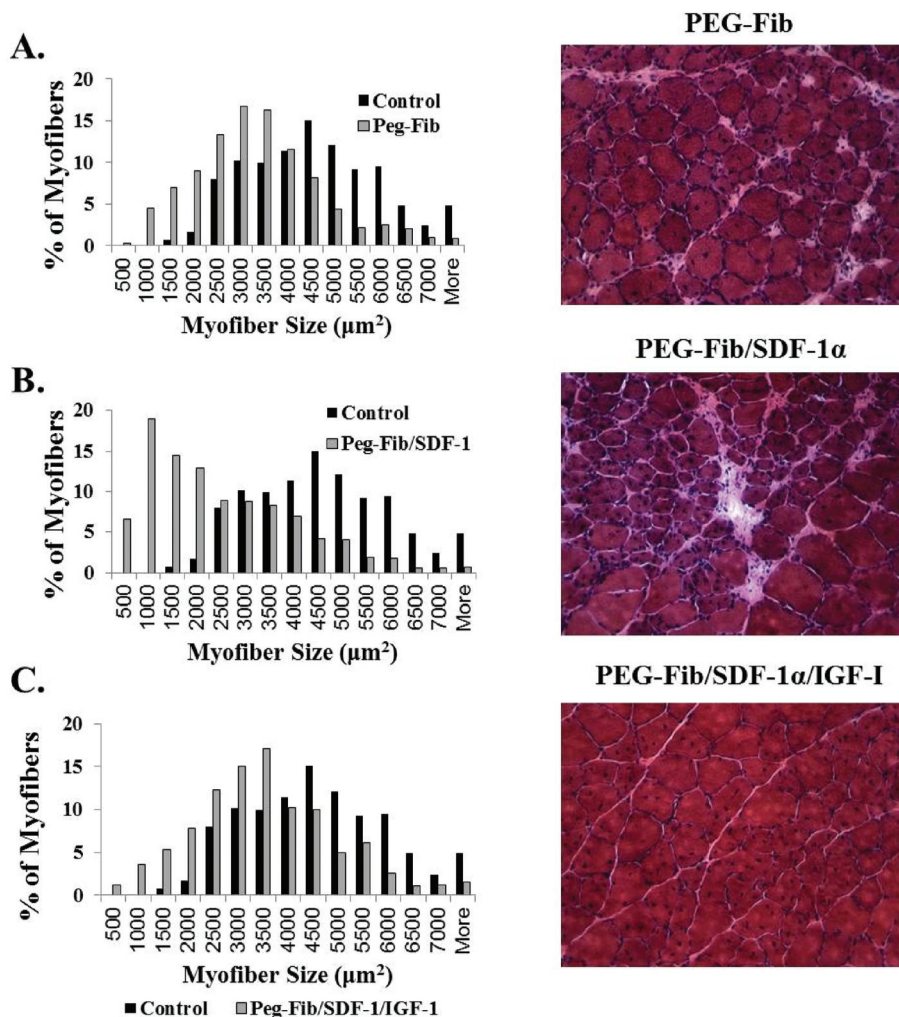 PEG-Fib
A.
20
15
10
5
0
% of Myofibers
Control
Peg-Fib
500 1000 1500 2000 2500 3000 3500 4000 4500 5000 5500 6000 6500 7000 More
Myofiber Size (µm²)
PEG-Fib/SDF-1α
B.
20
15
10
5
0
% of Myofibers
Control
Peg-Fib/SDF-1
500 1000 1500 2000 2500 3000 3500 4000 4500 5000 5500 6000 6500 7000 More
Myofiber Size (µm²)
PEG-Fib/SDF-1α/IGF-I
C.
20
15
10
5
0
% of Myofibers
500 1000 1500 2000 2500 3000 3500 4000 4500 5000 5500 6000 6500 7000 More
Myofiber Size (µm²)
Control Peg-Fib/SDF-1/IGF-1